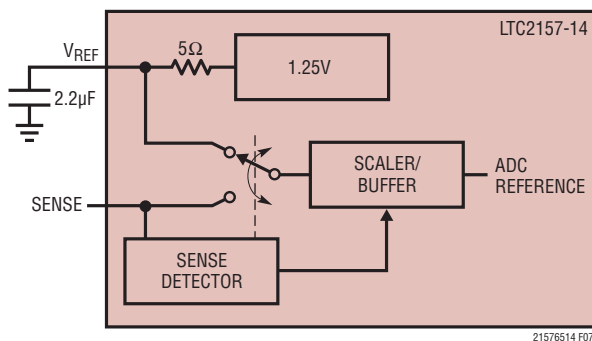 LTC2157-14
VREF
5Ω
1.25V
2.2µF
SCALER/
BUFFER
ADC
REFERENCE
SENSE
SENSE
DETECTOR
21576514 F07